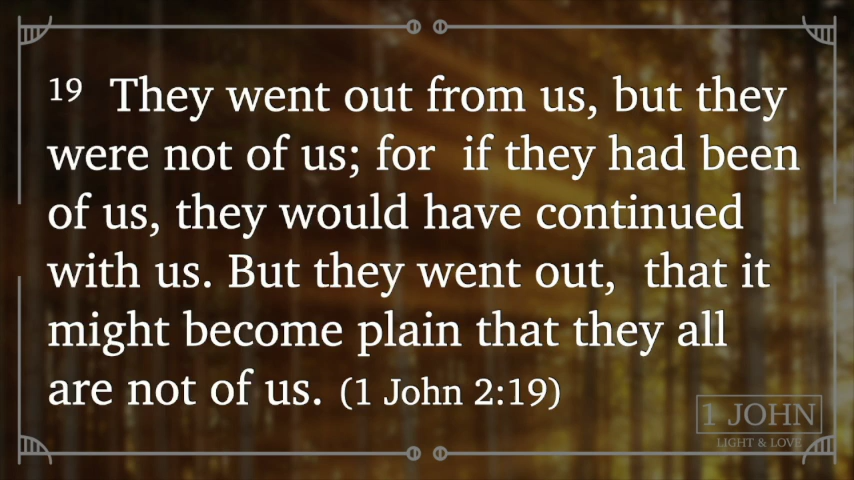 19 They went out from us, but they
were not of us; for if they had been
of us, they would have continued
with us. But they went out, that it
might become plain that they all
are not of us. (1 John 2:19)
1 JOHN
LIGHT & LOVE